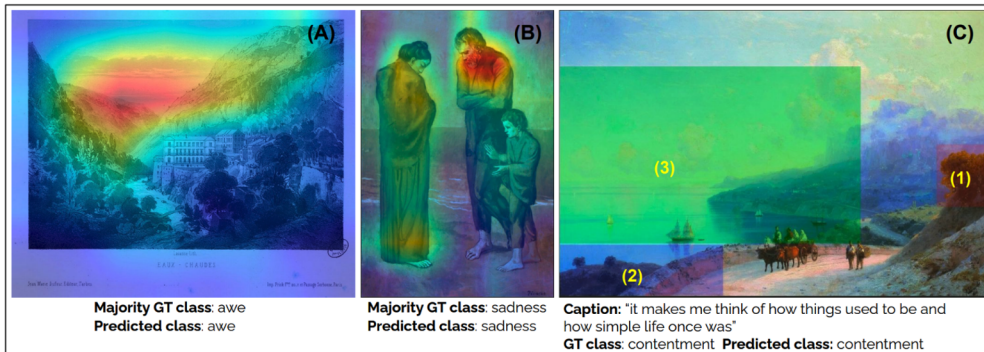 (A)
EAUX-CHAUDES
Majority GT class: awe
Predicted class: awe
(B)
Majority GT class: sadness
Predicted class: sadness
(C)
(1)
(3)
(2)
Caption: "it makes me think of how things used to be and
how simple life once was"
GT class: contentment Predicted class: contentment